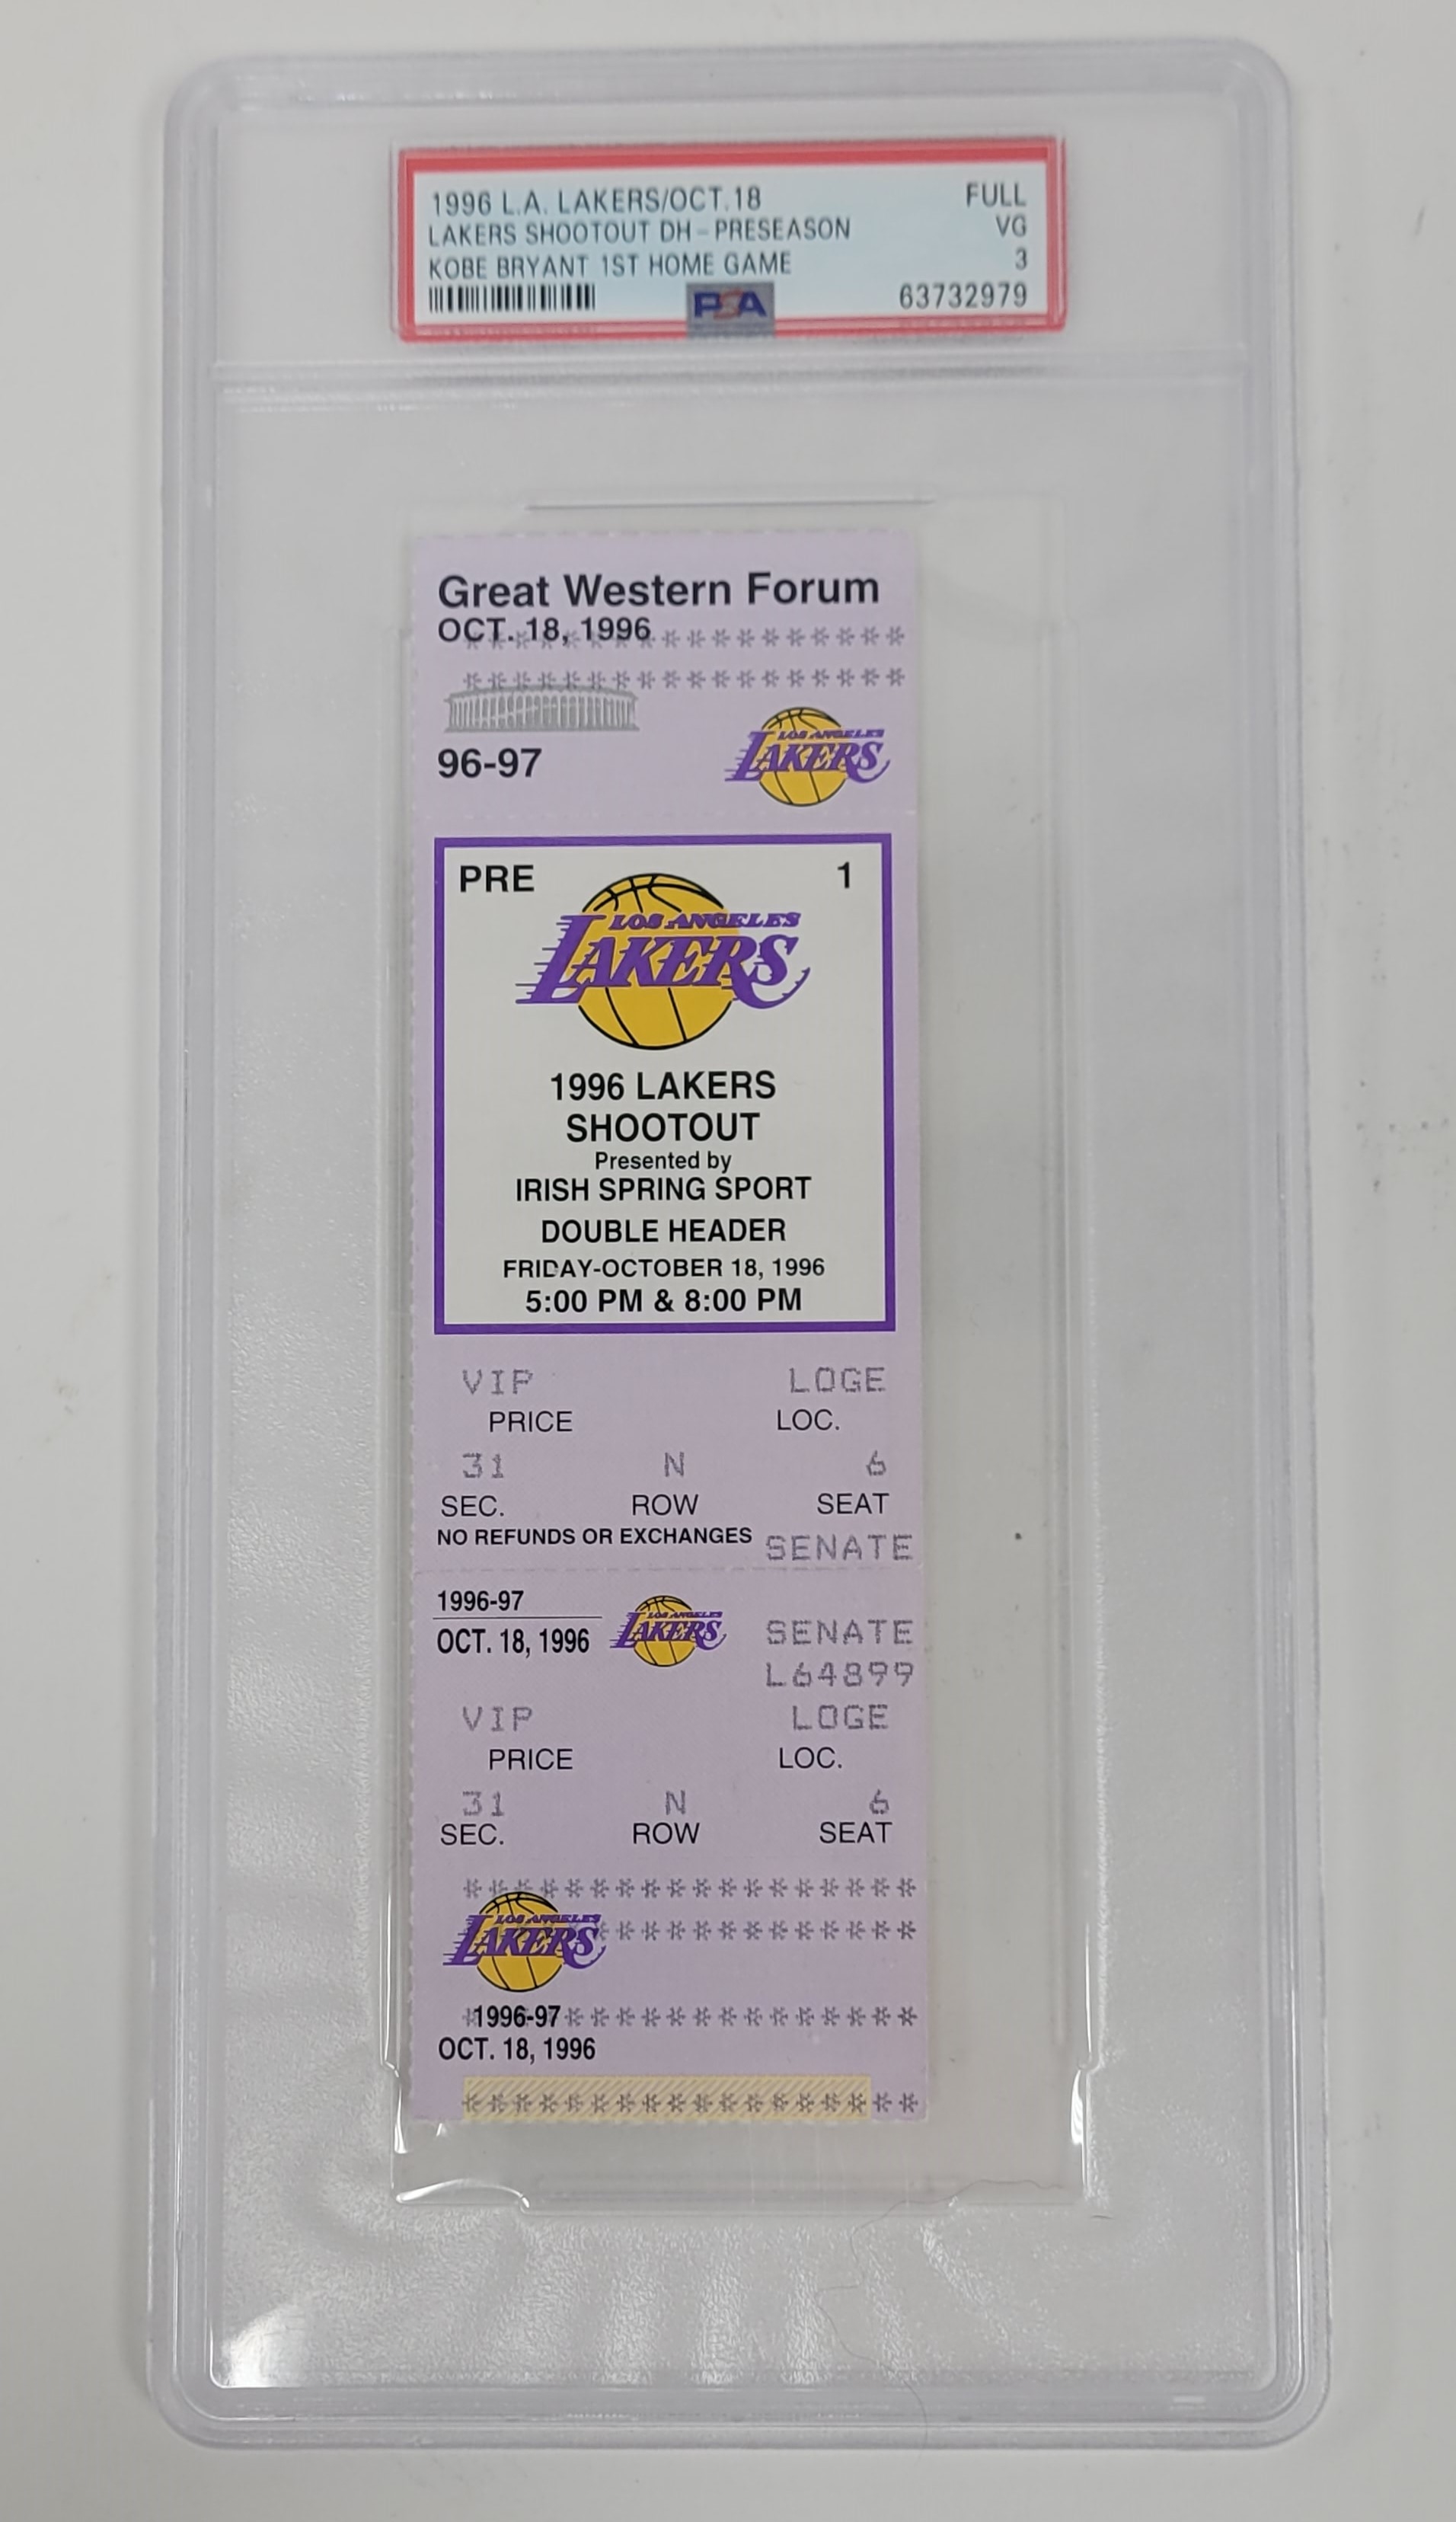 1996 L.A. LAKERS/OCT.18 FULL
LAKERS SHOOTOUT DH - PRESEASON VG
KOBE BRYANT 1ST HOME GAME 3
PSA 63732979
Great Western Forum
OCT. 18, 1996 * * * * * * * * * * * * * * * * * *
* * * * * * * * * * * * * * * * * *
96-97 LOS ANGELES LAKERS
PRE 1
LOS ANGELES
LAKERS
1996 LAKERS
SHOOTOUT
Presented by
IRISH SPRING SPORT
DOUBLE HEADER
FRIDAY-OCTOBER 18, 1996
5:00 PM & 8:00 PM
VIP LOGE
PRICE LOC.
31 N 6
SEC. ROW SEAT
NO REFUNDS OR EXCHANGES SENATE
1996-97 LOS ANGELES SENATE
OCT. 18, 1996 LAKERS L64899
VIP LOGE
PRICE LOC.
31 N 6
SEC. ROW SEAT
* * * * * * * * * * * * * * * * * *
LOS ANGELES
LAKERS * * * * * * * * * * * * *
1996-97 * * * * * * * * * * * * * *
OCT. 18, 1996
* * * * * * * * * * * * * * * * * *